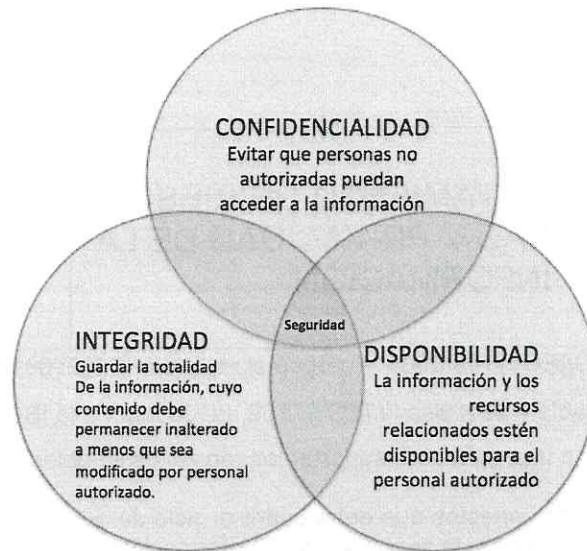 CONFIDENCIALIDAD
Evitar que personas no
autorizadas puedan
acceder a la información
Seguridad
INTEGRIDAD
Guardar la totalidad
De la información, cuyo
contenido debe
permanecer inalterado
a menos que sea
modificado por personal
autorizado.
DISPONIBILIDAD
La información y los
recursos
relacionados estén
disponibles para el
personal autorizado